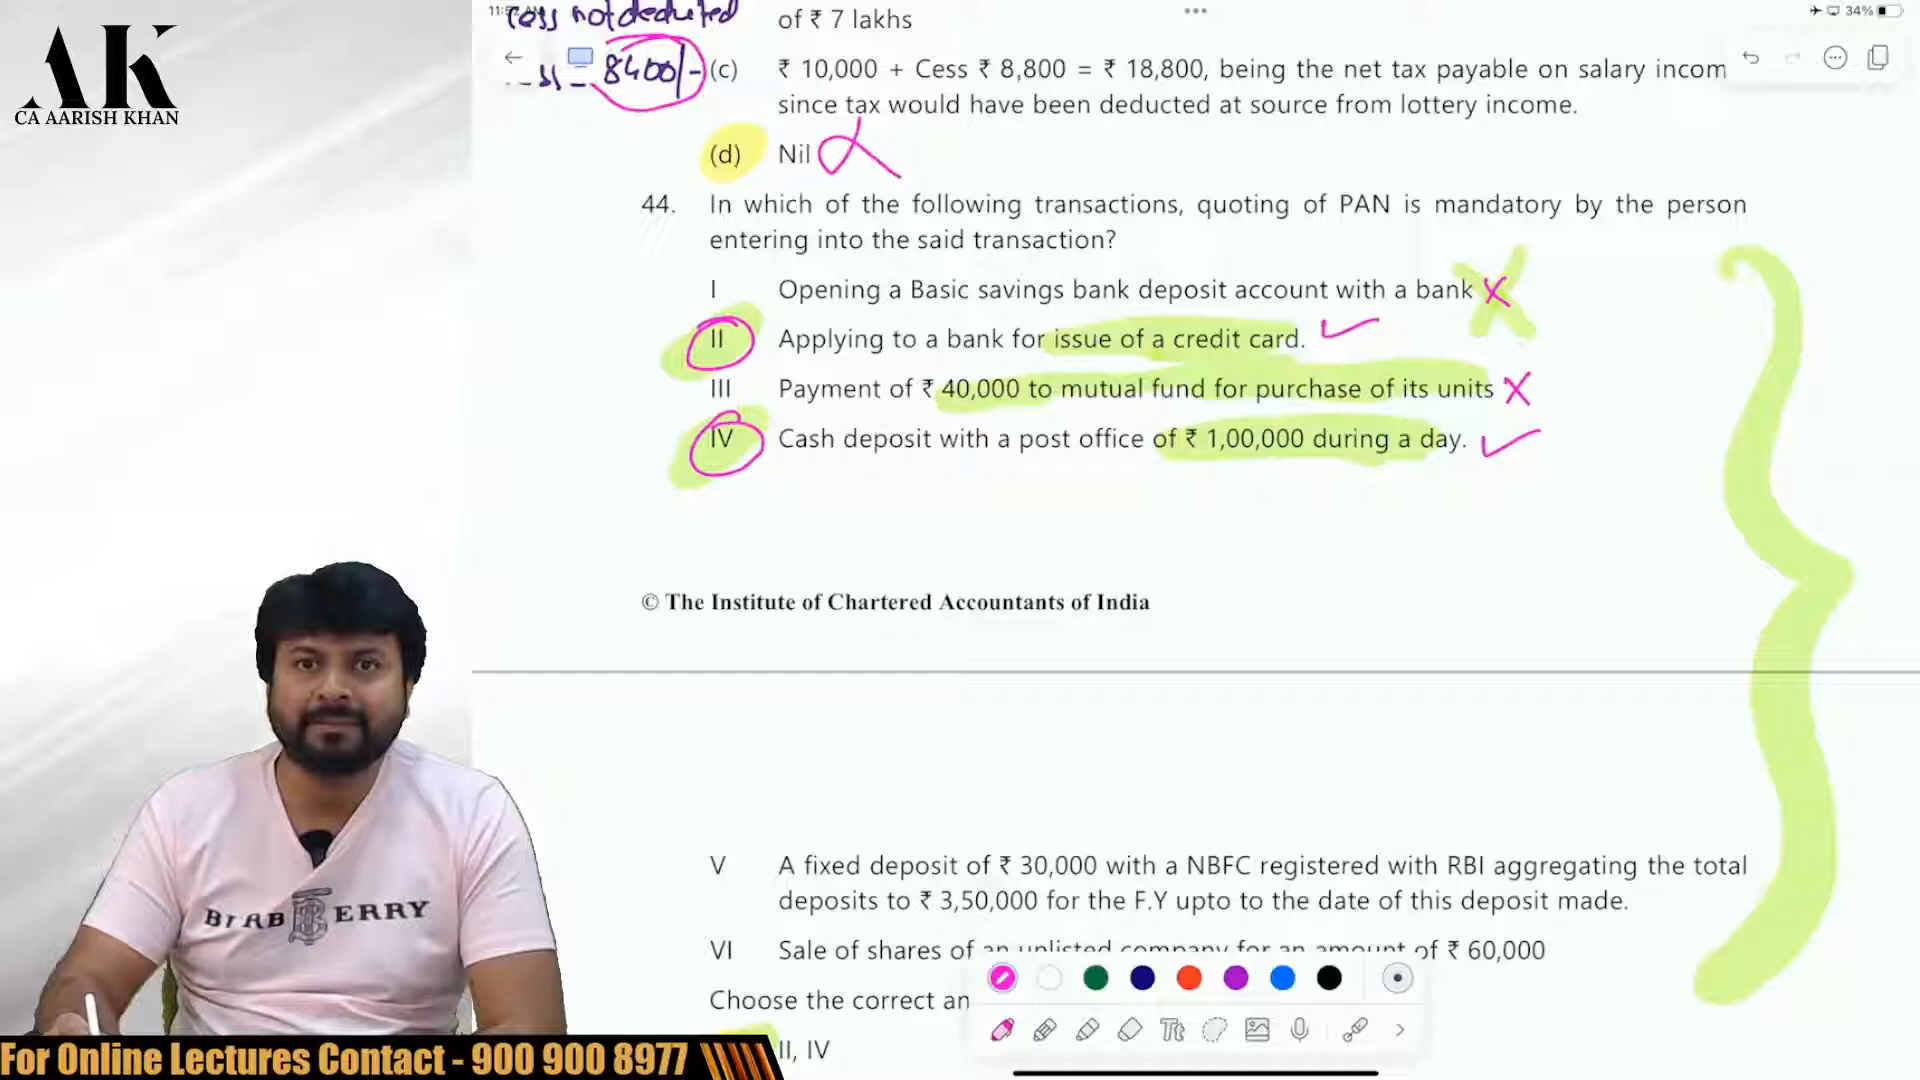 AK
CA AARISH KHAN
Cess not deducted
8400/-
34%
of ₹ 7 lakhs
(c) ₹ 10,000 + Cess ₹ 8,800 = ₹ 18,800, being the net tax payable on salary incom
since tax would have been deducted at source from lottery income.
(d) Nil
44. In which of the following transactions, quoting of PAN is mandatory by the person
entering into the said transaction?
I Opening a Basic savings bank deposit account with a bank
II Applying to a bank for issue of a credit card.
III Payment of ₹ 40,000 to mutual fund for purchase of its units
IV Cash deposit with a post office of ₹ 1,00,000 during a day.
© The Institute of Chartered Accountants of India
V A fixed deposit of ₹ 30,000 with a NBFC registered with RBI aggregating the total
deposits to ₹ 3,50,000 for the F.Y upto to the date of this deposit made.
VI Sale of shares of an unlisted company for an amount of ₹ 60,000
Choose the correct an
II, IV
Tt
BURBERRY
For Online Lectures Contact - 900 900 8977